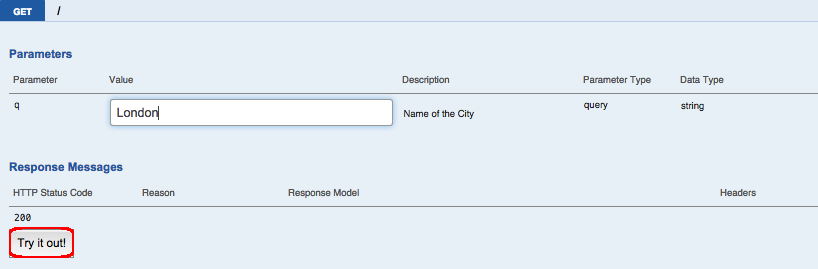 GET /
Parameters
Parameter Value Description Parameter Type Data Type
q London Name of the City query string
Response Messages
HTTP Status Code Reason Response Model Headers
200
Try it out!